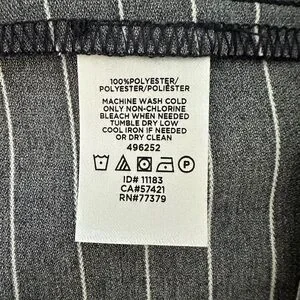 100%POLYESTER/
POLYESTER/POLIÉSTER
MACHINE WASH COLD
ONLY NON-CHLORINE
BLEACH WHEN NEEDED
TUMBLE DRY LOW
COOL IRON IF NEEDED
OR DRY CLEAN
496252
ID# 11183
CA#57421
RN#77379